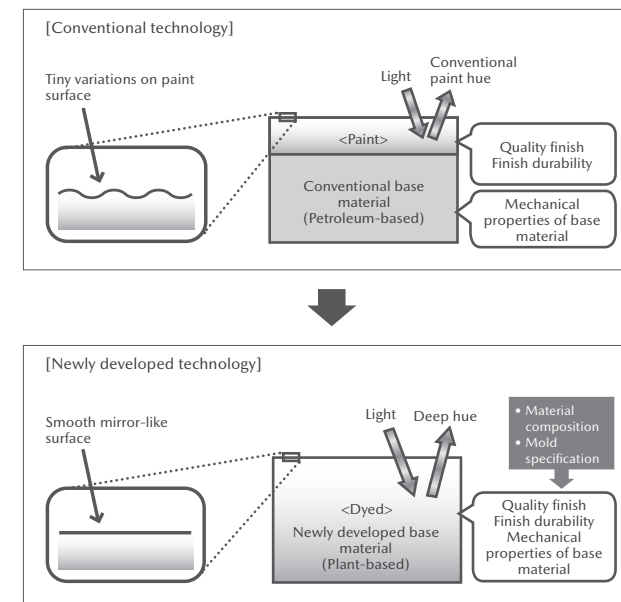 [Conventional technology]
Tiny variations on paint
surface
Light
Conventional
paint hue
<Paint>
Conventional base
material
(Petroleum-based)
Quality finish
Finish durability
Mechanical
properties of base
material
[Newly developed technology]
Smooth mirror-like
surface
Light
Deep hue
• Material
composition
• Mold
specification
<Dyed>
Newly developed base
material
(Plant-based)
Quality finish
Finish durability
Mechanical
properties of base
material